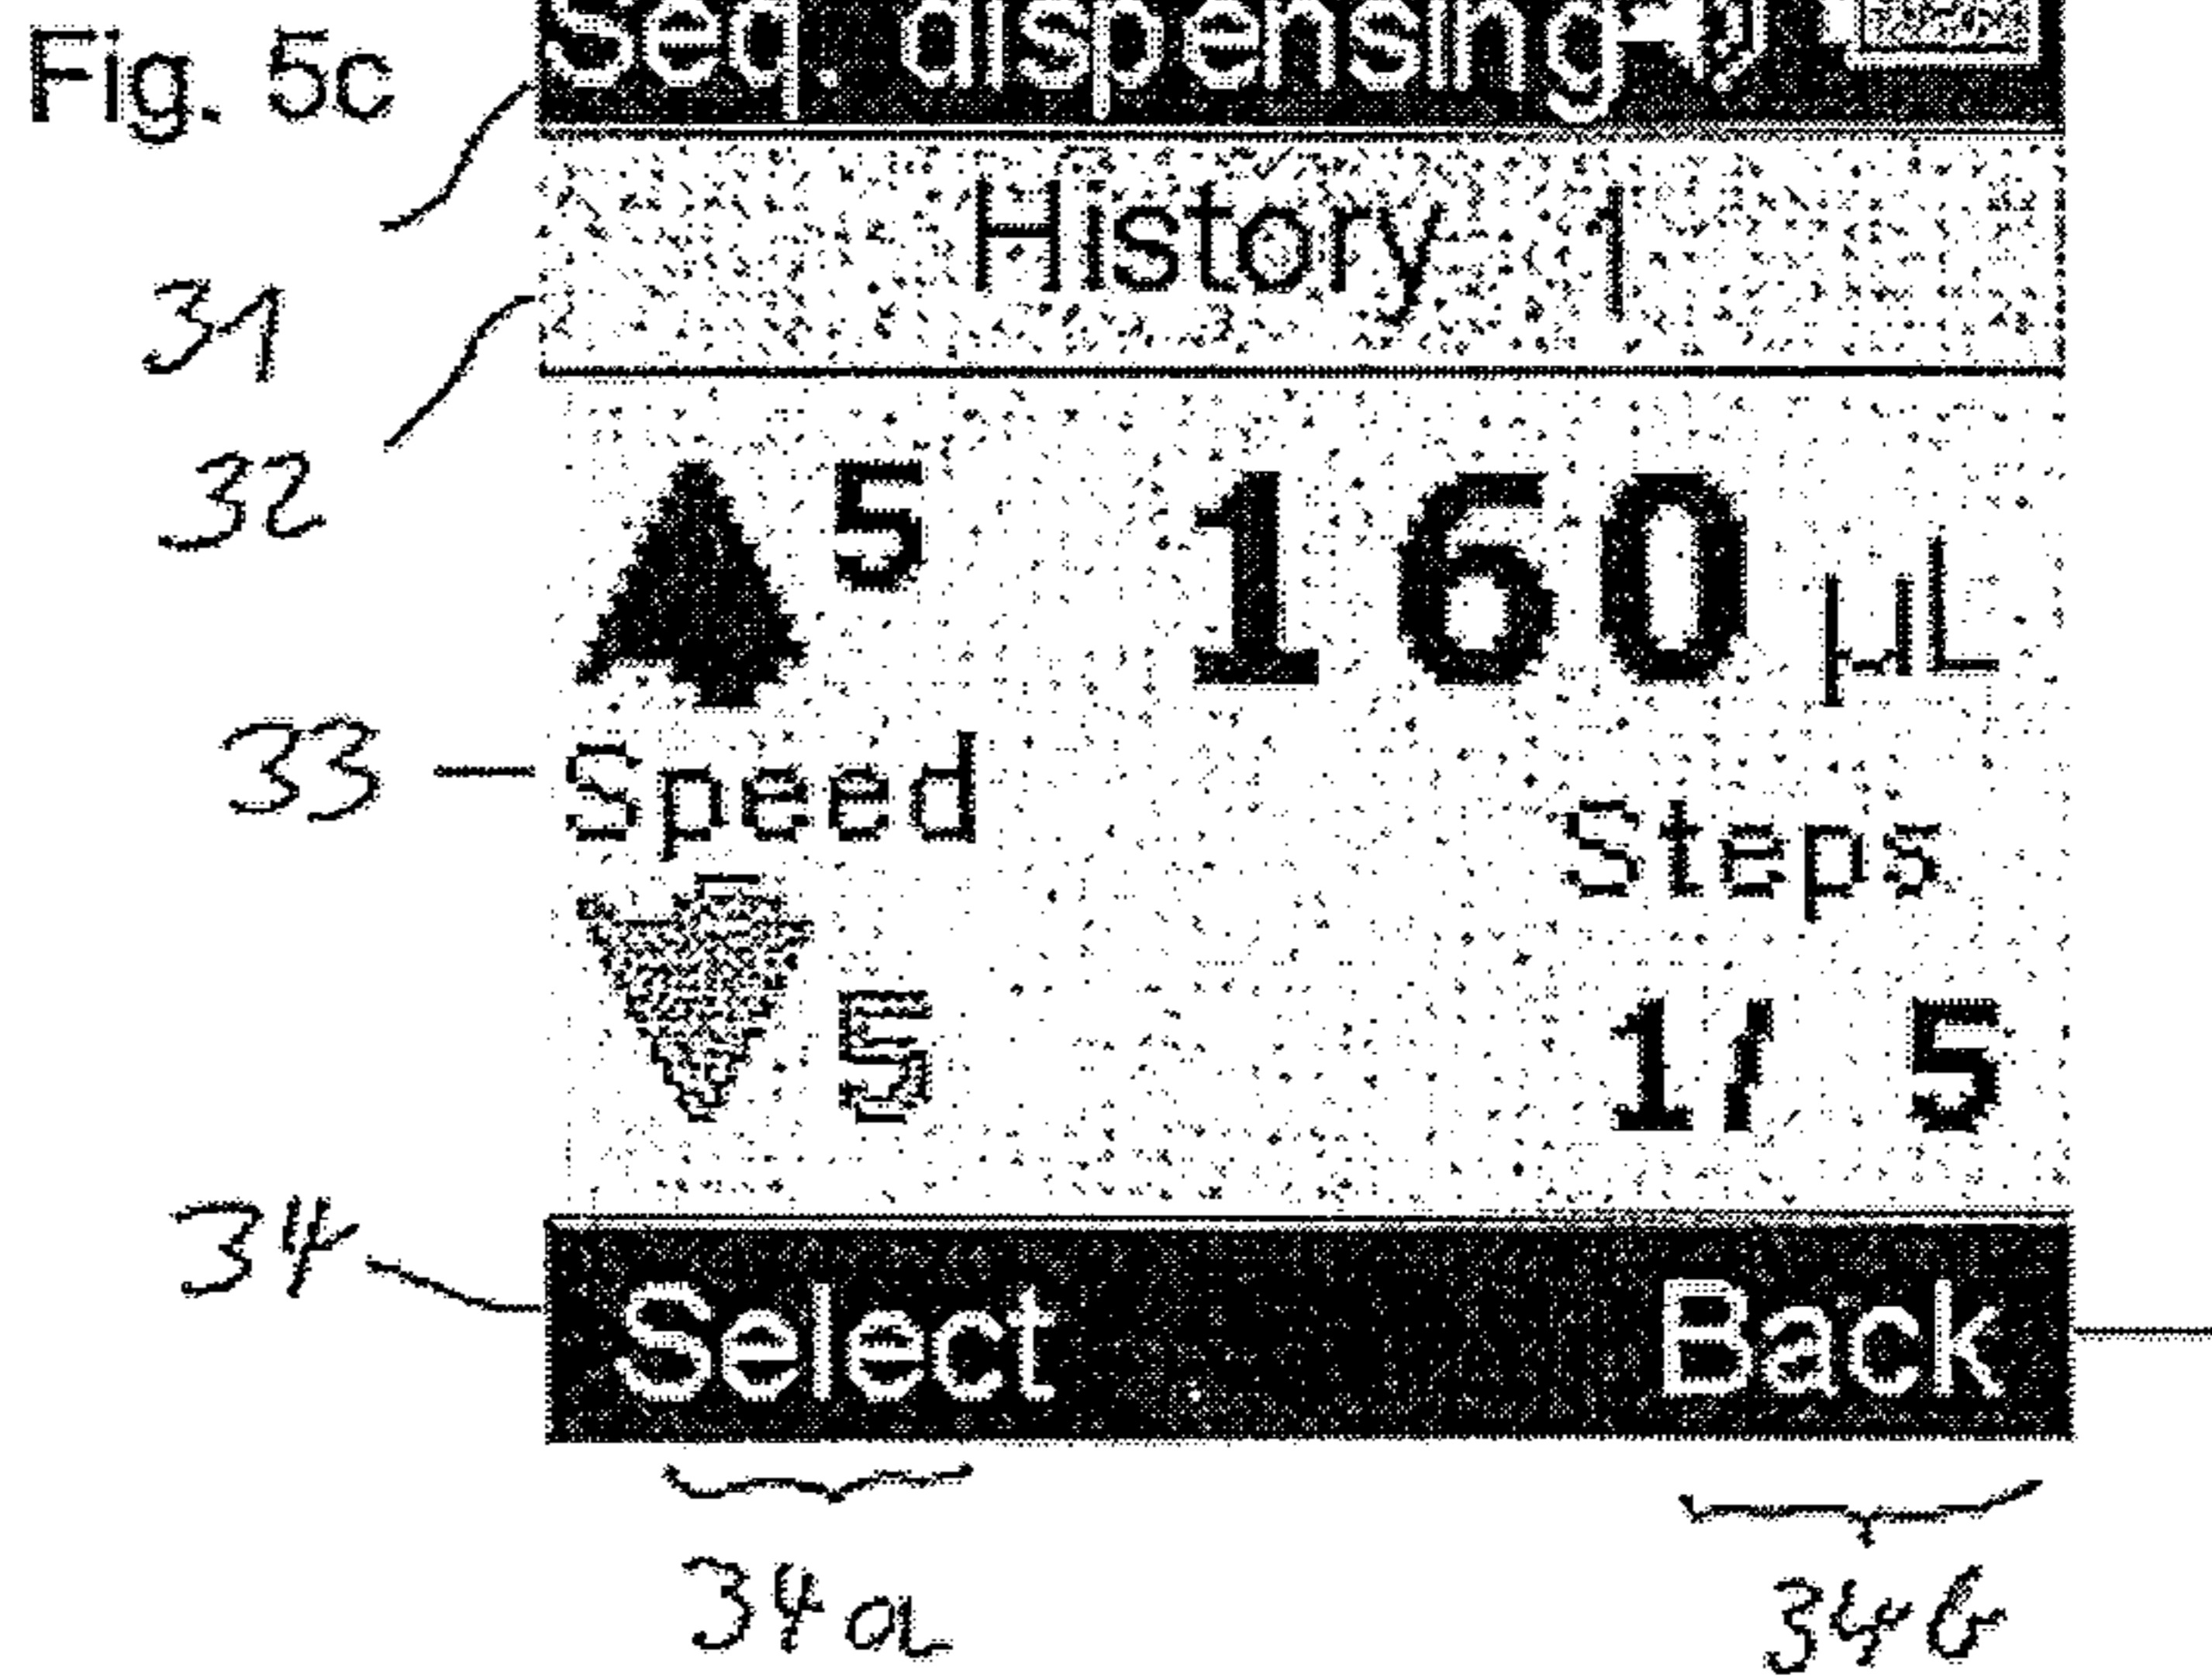 Fig. 5c
Seq. dispensing
31
History 1
32
5 160 µL
33 Speed
Steps
5 1/ 5
34
Select Back
34a 34b